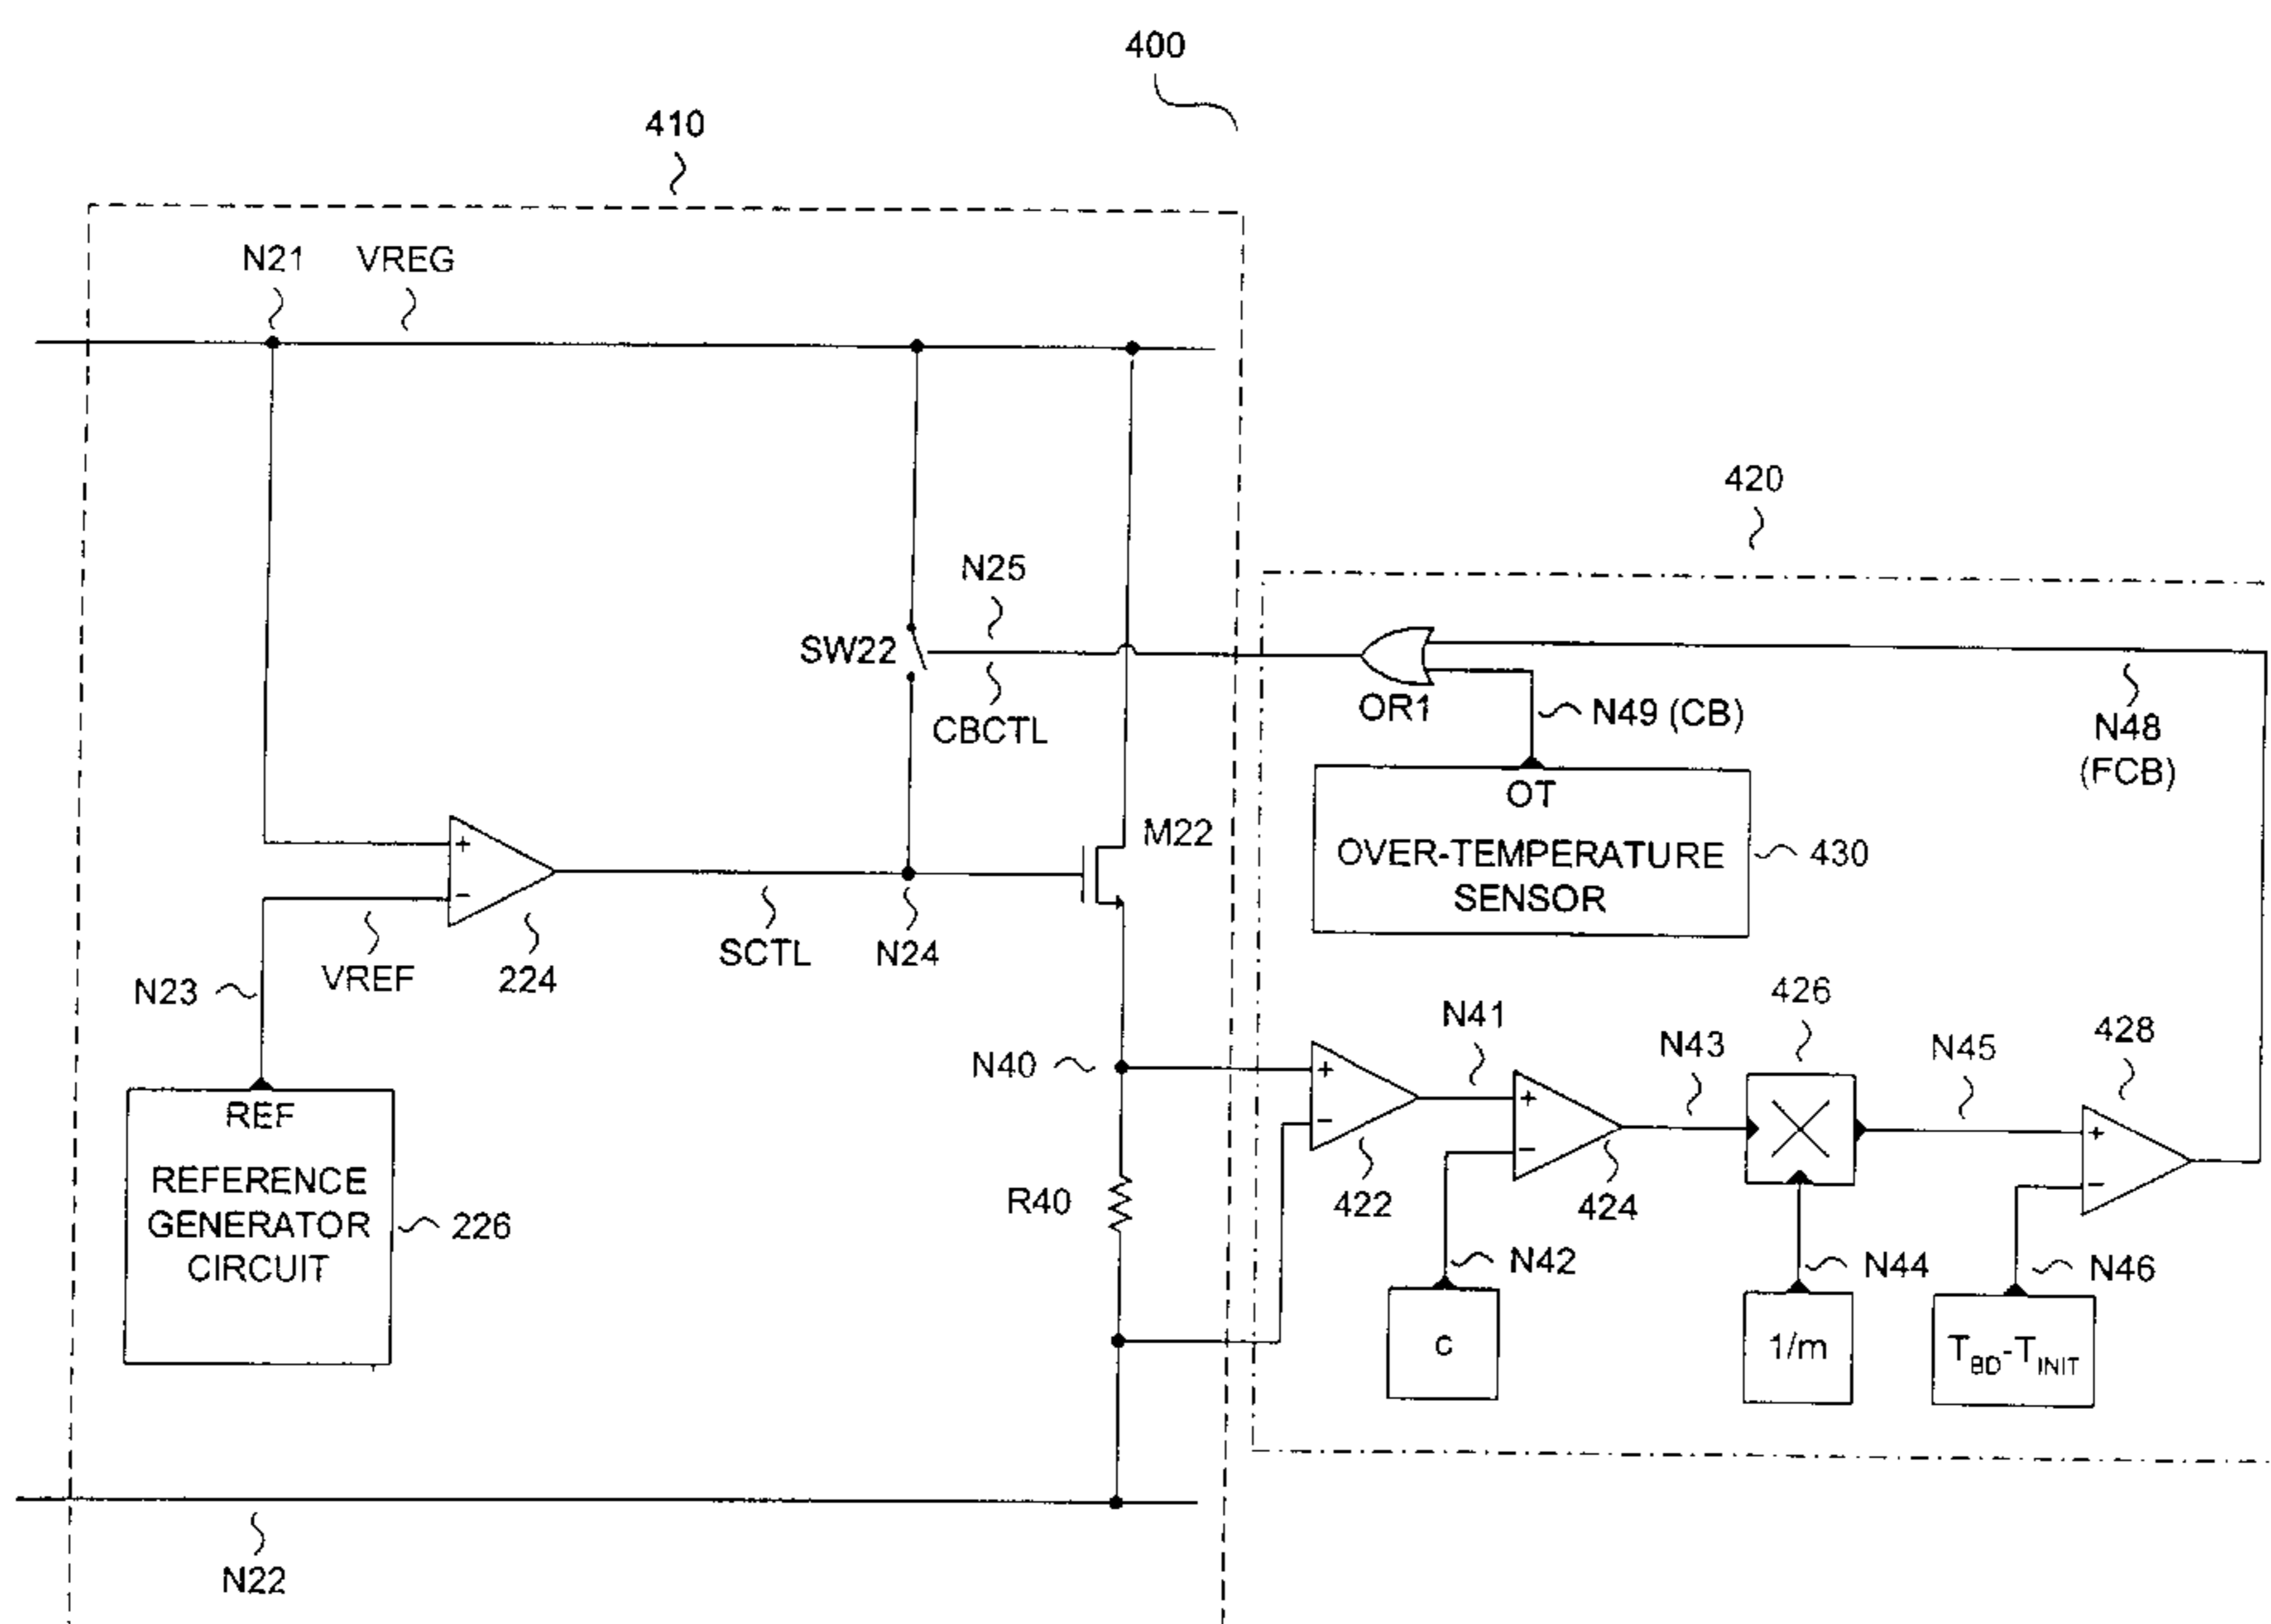 400
410
N21
VREG
420
N25
SW22
CBCTL
OR1
N49 (CB)
N48
(FCB)
OT
OVER-TEMPERATURE
SENSOR
430
M22
+
−
SCTL
N24
224
VREF
N23
REF
REFERENCE
GENERATOR
CIRCUIT
226
N40
R40
+
−
422
N41
+
−
424
N43
426
N45
428
+
−
N42
N44
N46
c
1/m
TBD-TINIT
N22